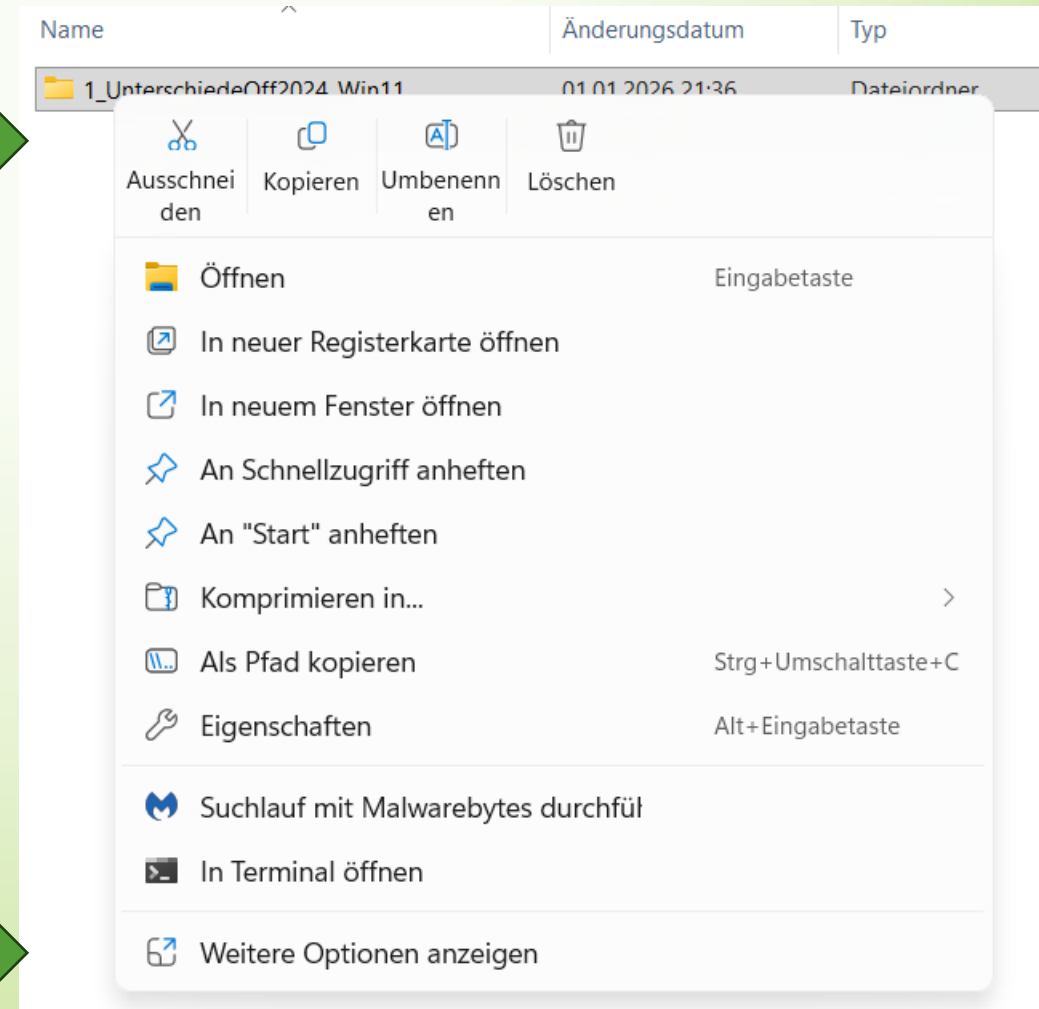 Name Änderungsdatum Typ
1_UnterschiedeOff2024_Win11 01.01.2026 21:36 Dateiordner
Ausschnei Kopieren Umbenenn Löschen
den en
Öffnen Eingabetaste
In neuer Registerkarte öffnen
In neuem Fenster öffnen
An Schnellzugriff anheften
An "Start" anheften
Komprimieren in...
Als Pfad kopieren Strg+Umschalttaste+C
Eigenschaften Alt+Eingabetaste
Suchlauf mit Malwarebytes durchfüh
In Terminal öffnen
Weitere Optionen anzeigen